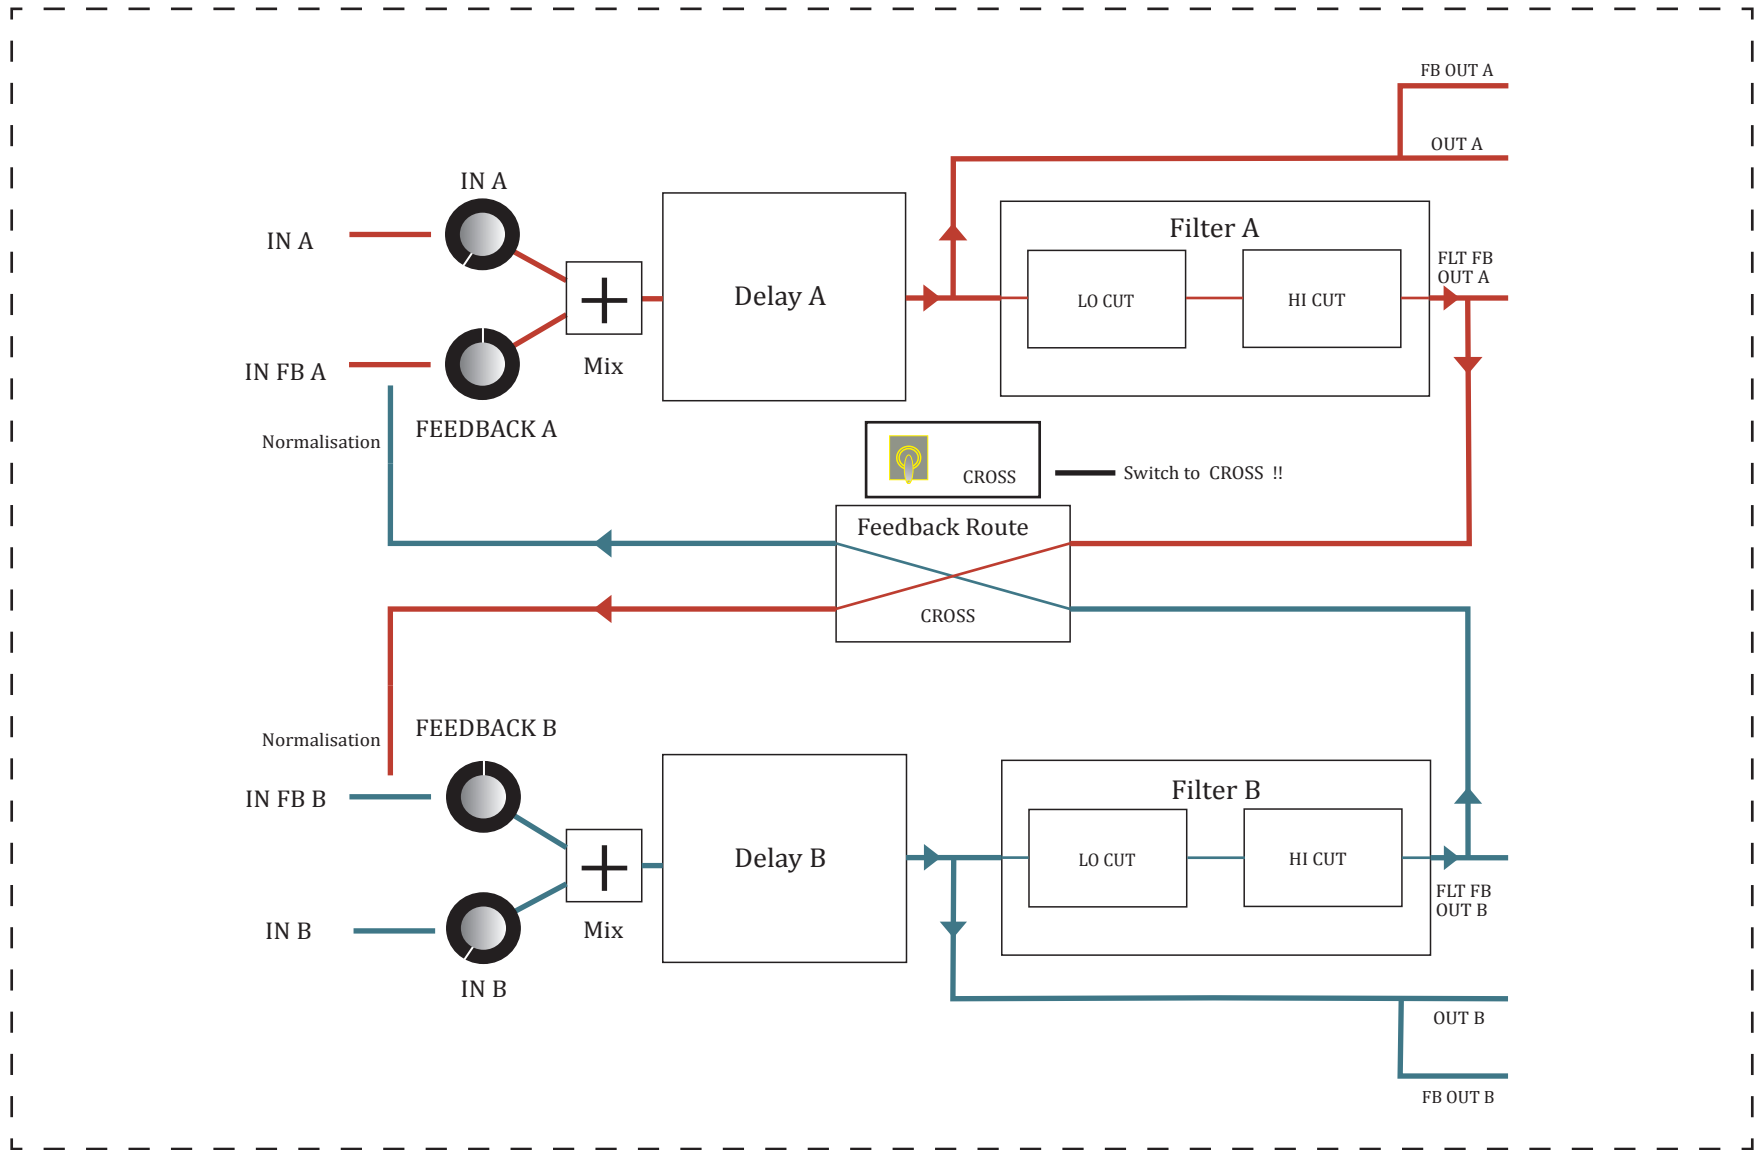 FB OUT A
OUT A
IN A
IN A
Filter A
FLT FB
OUT A
Delay A
LO CUT
HI CUT
IN FB A
Mix
FEEDBACK A
Normalisation
CROSS
Switch to CROSS !!
Feedback Route
CROSS
FEEDBACK B
Normalisation
IN FB B
Filter B
Delay B
LO CUT
HI CUT
FLT FB
OUT B
IN B
Mix
IN B
OUT B
FB OUT B